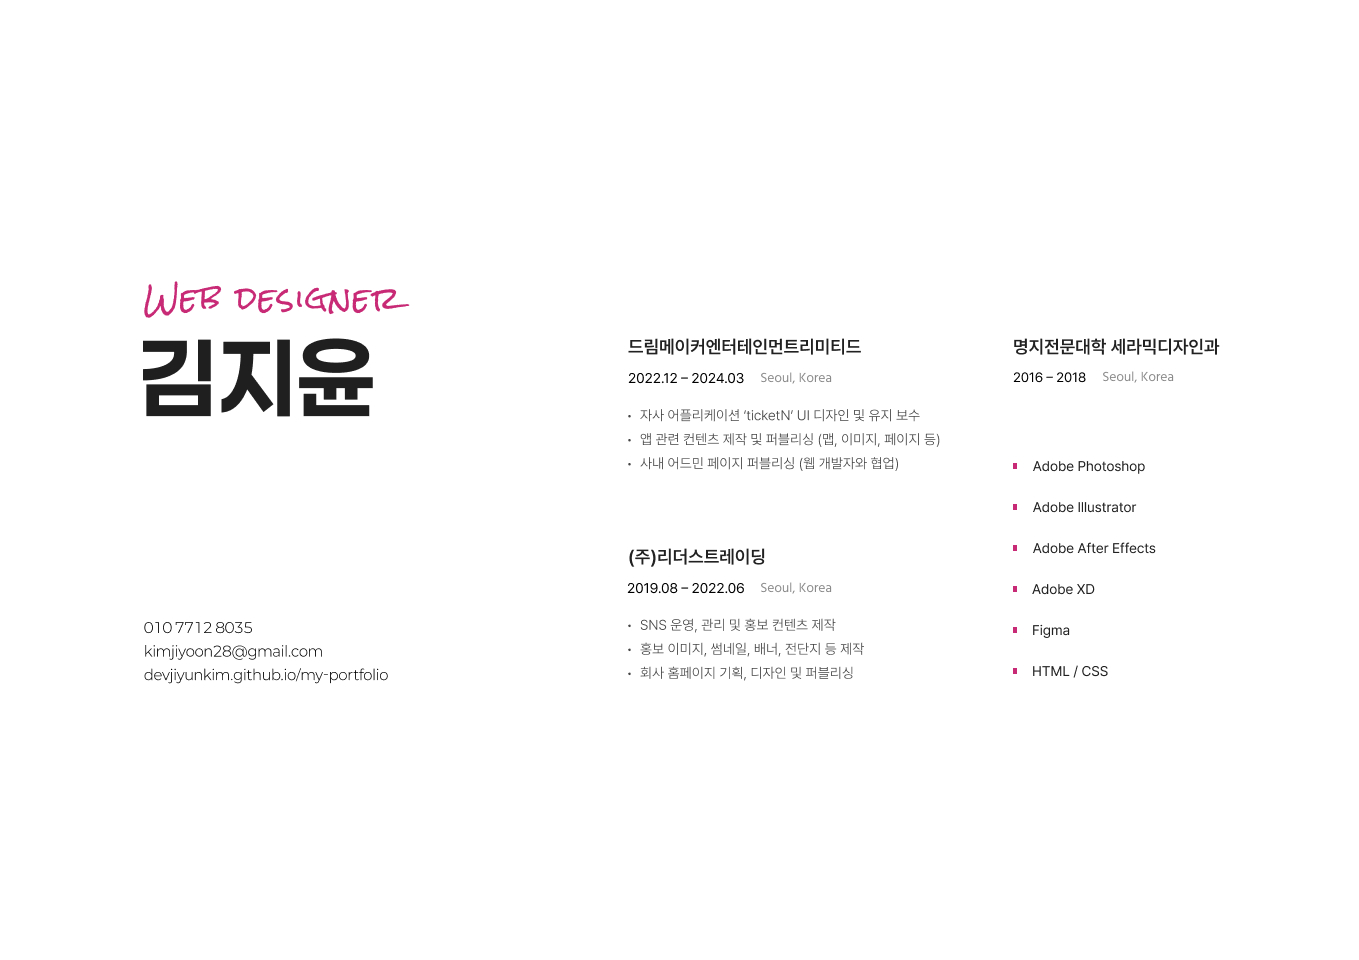 WEB DESIGNER
김지윤
010 7712 8035
kimjiyoon28@gmail.com
devjiyunkim.github.io/my-portfolio
드림메이커엔터테인먼트리미티드
2022.12 – 2024.03 Seoul, Korea
• 자사 어플리케이션 ‘ticketN’ UI 디자인 및 유지 보수
• 앱 관련 컨텐츠 제작 및 퍼블리싱 (맵, 이미지, 페이지 등)
• 사내 어드민 페이지 퍼블리싱 (웹 개발자와 협업)
(주)리더스트레이딩
2019.08 – 2022.06 Seoul, Korea
• SNS 운영, 관리 및 홍보 컨텐츠 제작
• 홍보 이미지, 썸네일, 배너, 전단지 등 제작
• 회사 홈페이지 기획, 디자인 및 퍼블리싱
명지전문대학 세라믹디자인과
2016 – 2018 Seoul, Korea
Adobe Photoshop
Adobe Illustrator
Adobe After Effects
Adobe XD
Figma
HTML / CSS